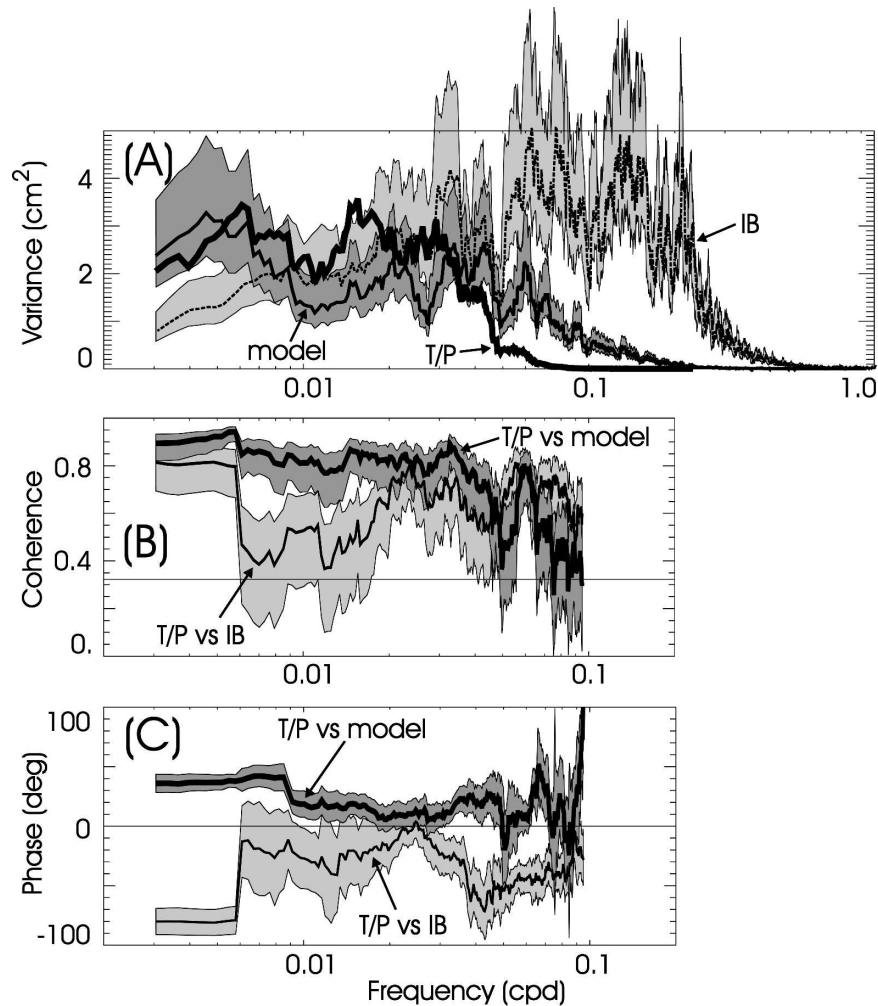 (A)
Variance (cm²)
4
2
0
IB
model
T/P
0.01
0.1
1.0
T/P vs model
Coherence
0.8
0.4
0.
(B)
T/P vs IB
0.01
0.1
(C)
T/P vs model
Phase (deg)
100
0
-100
T/P vs IB
0.01
0.1
Frequency (cpd)